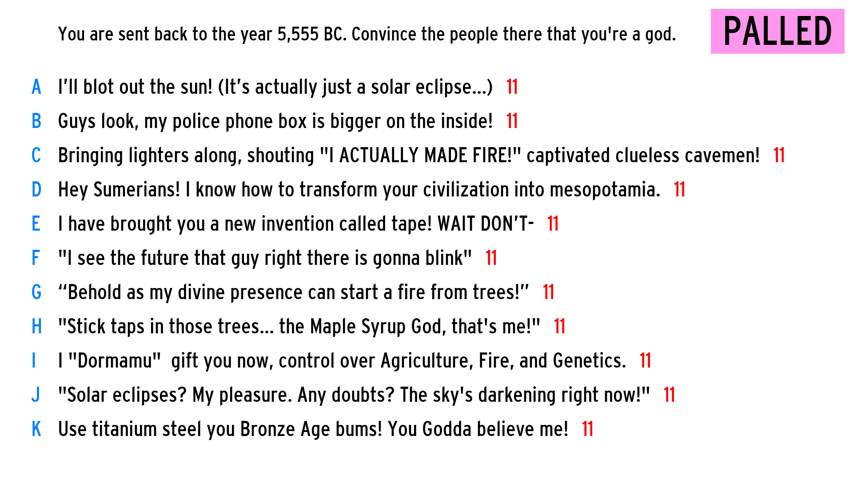 You are sent back to the year 5,555 BC. Convince the people there that you're a god.
PALLED
A I'll blot out the sun! (It's actually just a solar eclipse...) 11
B Guys look, my police phone box is bigger on the inside! 11
C Bringing lighters along, shouting "I ACTUALLY MADE FIRE!" captivated clueless cavemen! 11
D Hey Sumerians! I know how to transform your civilization into mesopotamia. 11
E I have brought you a new invention called tape! WAIT DON'T- 11
F "I see the future that guy right there is gonna blink" 11
G “Behold as my divine presence can start a fire from trees!” 11
H "Stick taps in those trees... the Maple Syrup God, that's me!" 11
I I "Dormamu" gift you now, control over Agriculture, Fire, and Genetics. 11
J "Solar eclipses? My pleasure. Any doubts? The sky's darkening right now!" 11
K Use titanium steel you Bronze Age bums! You Godda believe me! 11